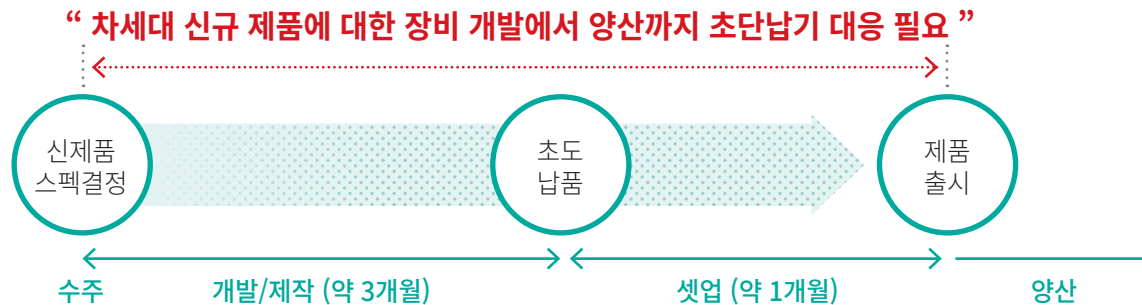 “ 차세대 신규 제품에 대한 장비 개발에서 양산까지 초단납기 대응 필요 ”
신제품
스펙결정
초도
납품
제품
출시
수주
개발/제작 (약 3개월)
셋업 (약 1개월)
양산